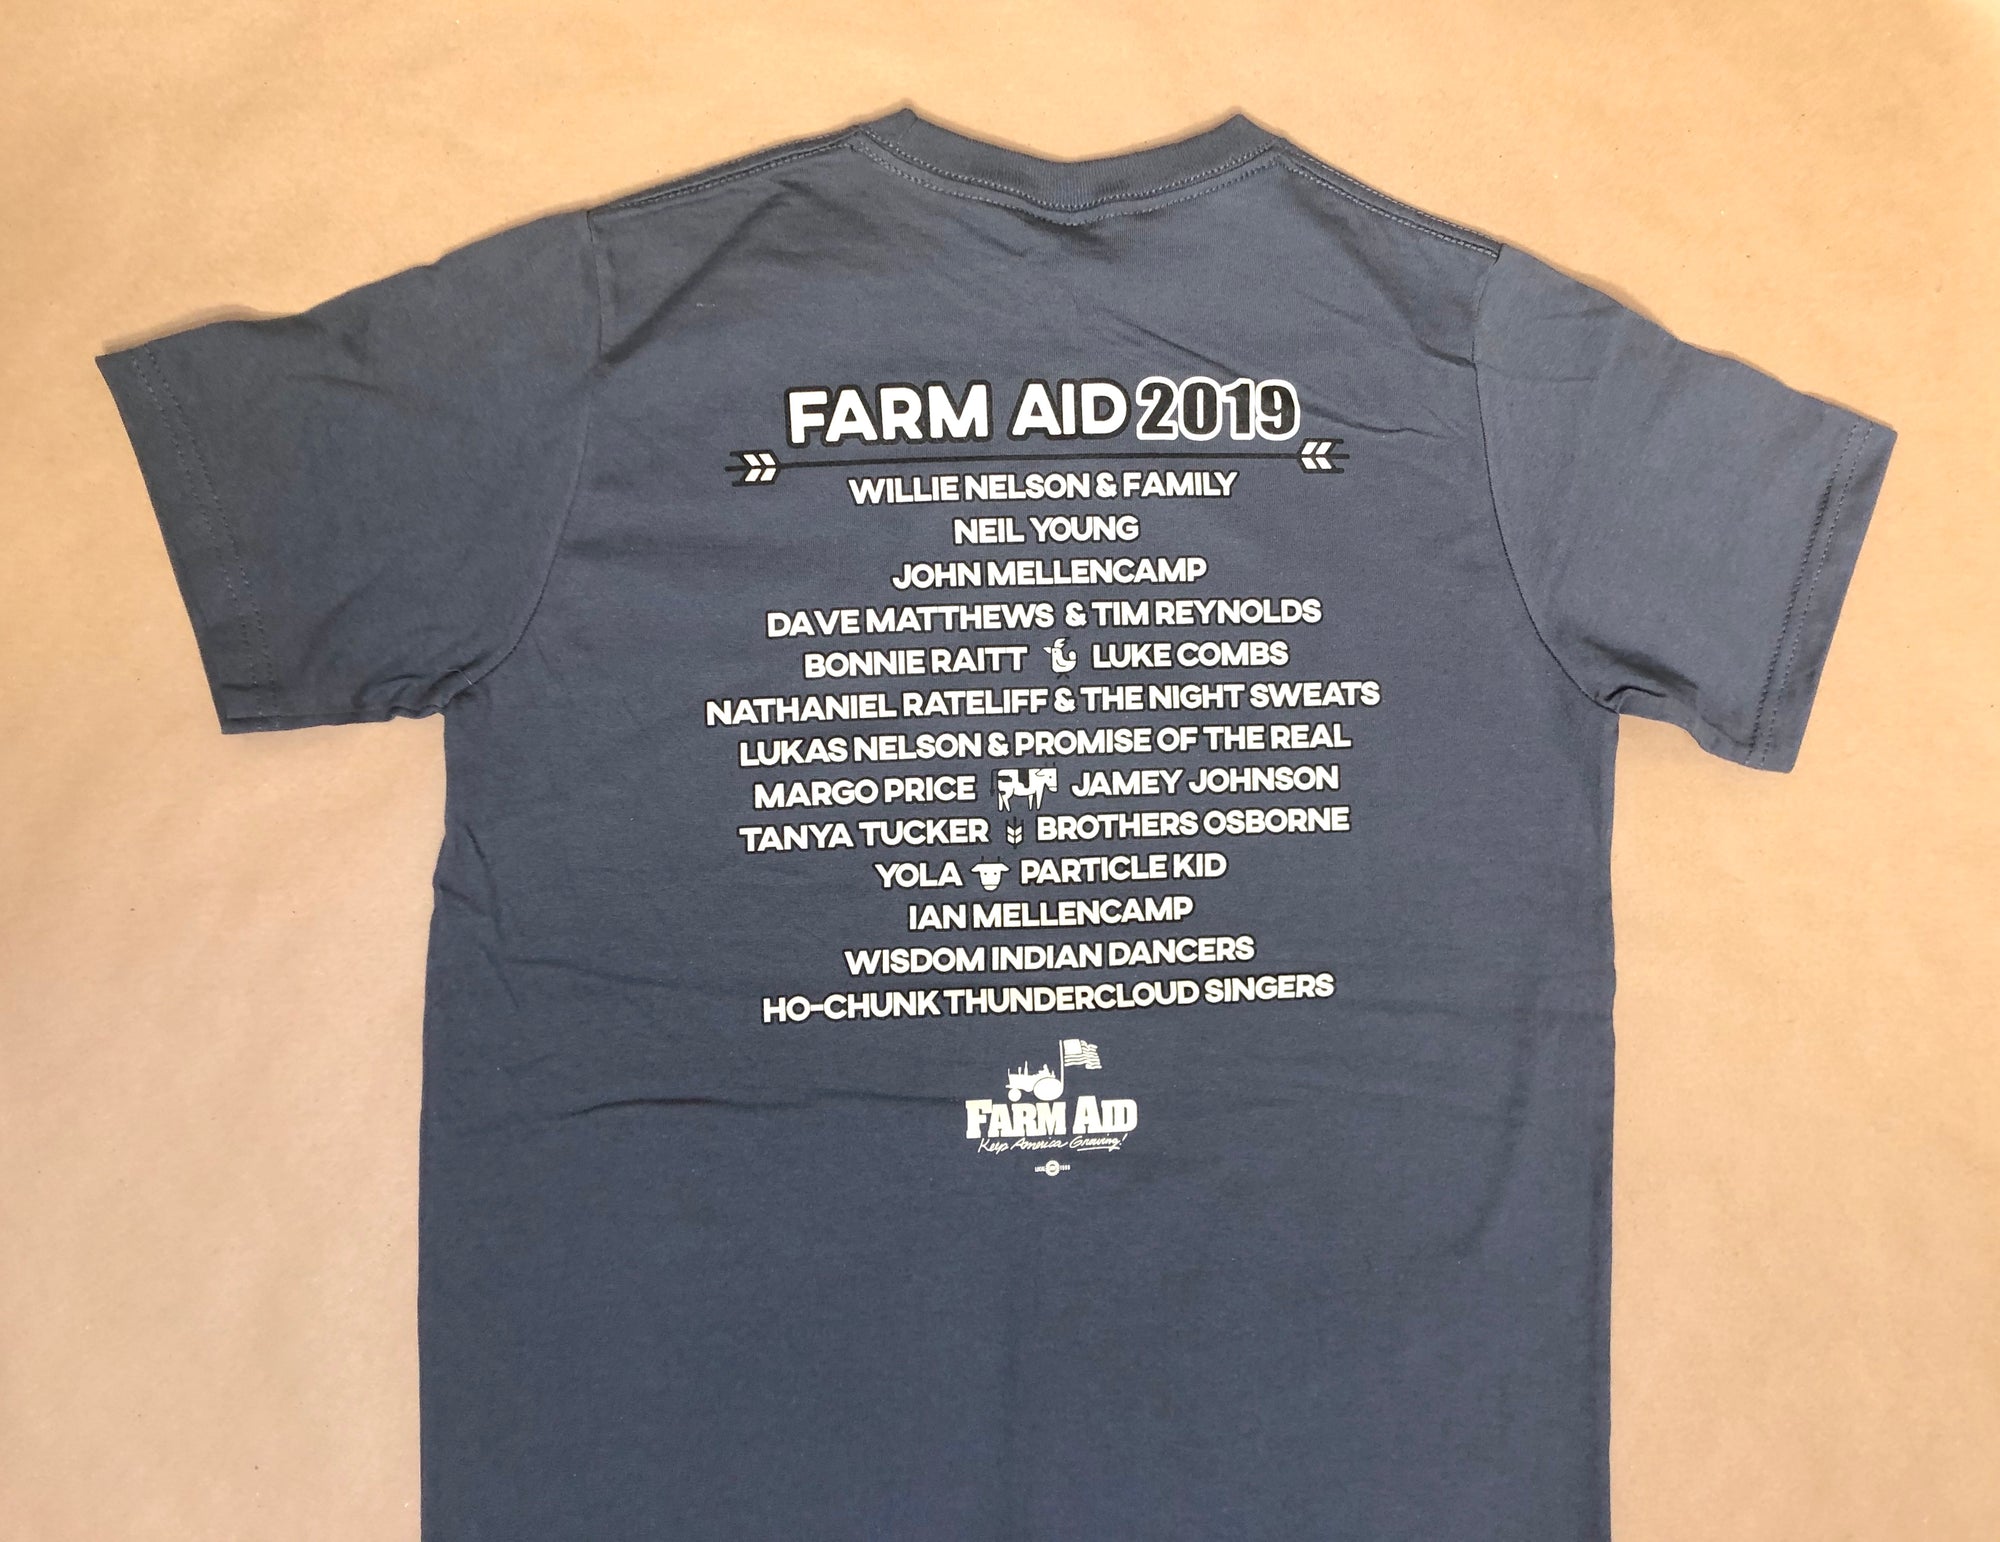 FARM AID 2019
WILLIE NELSON & FAMILY
NEIL YOUNG
JOHN MELLENCAMP
DAVE MATTHEWS & TIM REYNOLDS
BONNIE RAITT LUKE COMBS
NATHANIEL RATELIFF & THE NIGHT SWEATS
LUKAS NELSON & PROMISE OF THE REAL
MARGO PRICE JAMEY JOHNSON
TANYA TUCKER BROTHERS OSBORNE
YOLA PARTICLE KID
IAN MELLENCAMP
WISDOM INDIAN DANCERS
HO-CHUNK THUNDERCLOUD SINGERS
FARM AID
Keep America Growing!